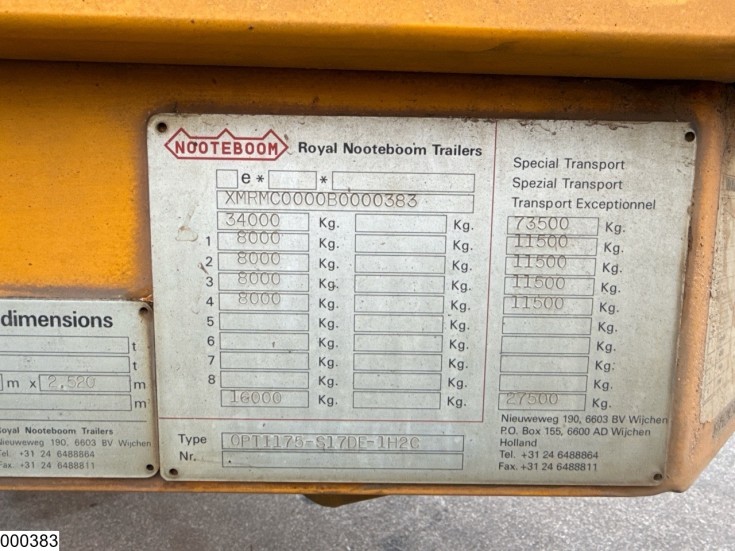 NOOTEBOOM Royal Nooteboom Trailers
e* *
XMRMC0000B0000383
34000 Kg. Kg.
1 8000 Kg. Kg.
2 8000 Kg. Kg.
3 8000 Kg. Kg.
4 8000 Kg. Kg.
5 Kg. Kg.
6 Kg. Kg.
7 Kg. Kg.
8 Kg. Kg.
16000 Kg. Kg.
Type
Nr.
Special Transport
Spezial Transport
Transport Exceptionnel
73500 Kg.
11500 Kg.
11500 Kg.
11500 Kg.
11500 Kg.
Kg.
Kg.
Kg.
Kg.
27500 Kg.
Nieuweweg 190, 6603 BV Wijchen
P.O. Box 155, 6600 AD Wijchen
Holland
Tel. +31 24 6488864
Fax. +31 24 6488811
dimensions
t
t
m x 2,520 m
m
Royal Nooteboom Trailers
Nieuweweg 190, 6603 BV Wijchen
Tel. +31 24 6488864
Fax. +31 24 6488811
000383